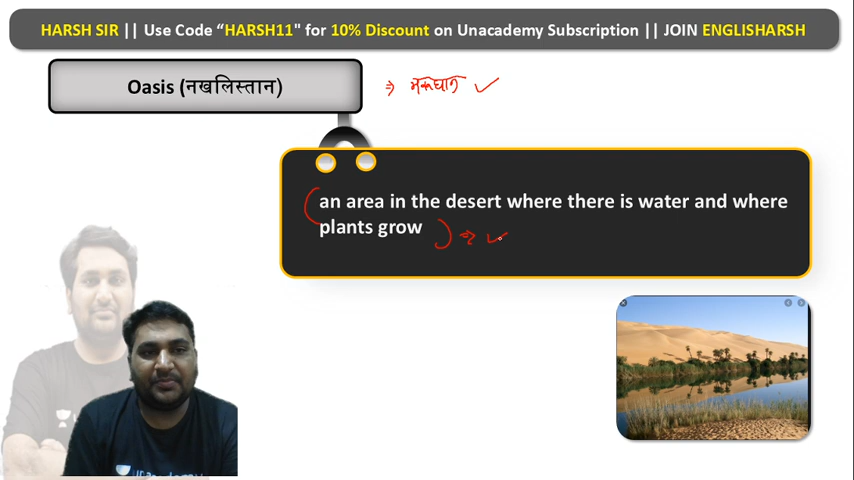 HARSH SIR || Use Code “HARSH11" for 10% Discount on Unacademy Subscription || JOIN ENGLISHARSH
Oasis (नखलिस्तान)
an area in the desert where there is water and where
plants grow